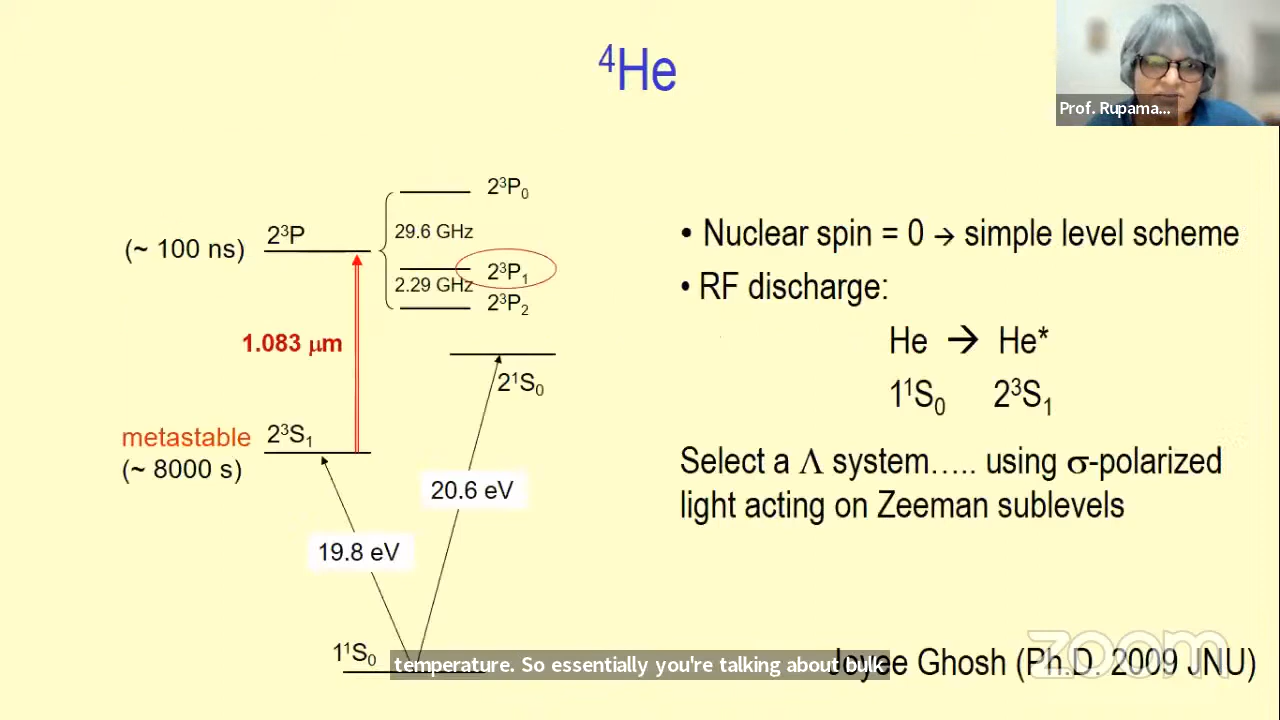 ⁴He
Prof. Rupama...
2³P₀
2³P
(~ 100 ns)
29.6 GHz
2³P₁
2.29 GHz
2³P₂
1.083 μm
2¹S₀
metastable
2³S₁
(~ 8000 s)
20.6 eV
19.8 eV
1¹S₀
• Nuclear spin = 0 → simple level scheme
• RF discharge:
He → He*
1¹S₀ 2³S₁
Select a Λ system….. using σ-polarized
light acting on Zeeman sublevels
temperature. So essentially you're talking about bulk
Joyee Ghosh (Ph.D. 2009 JNU)
zoom